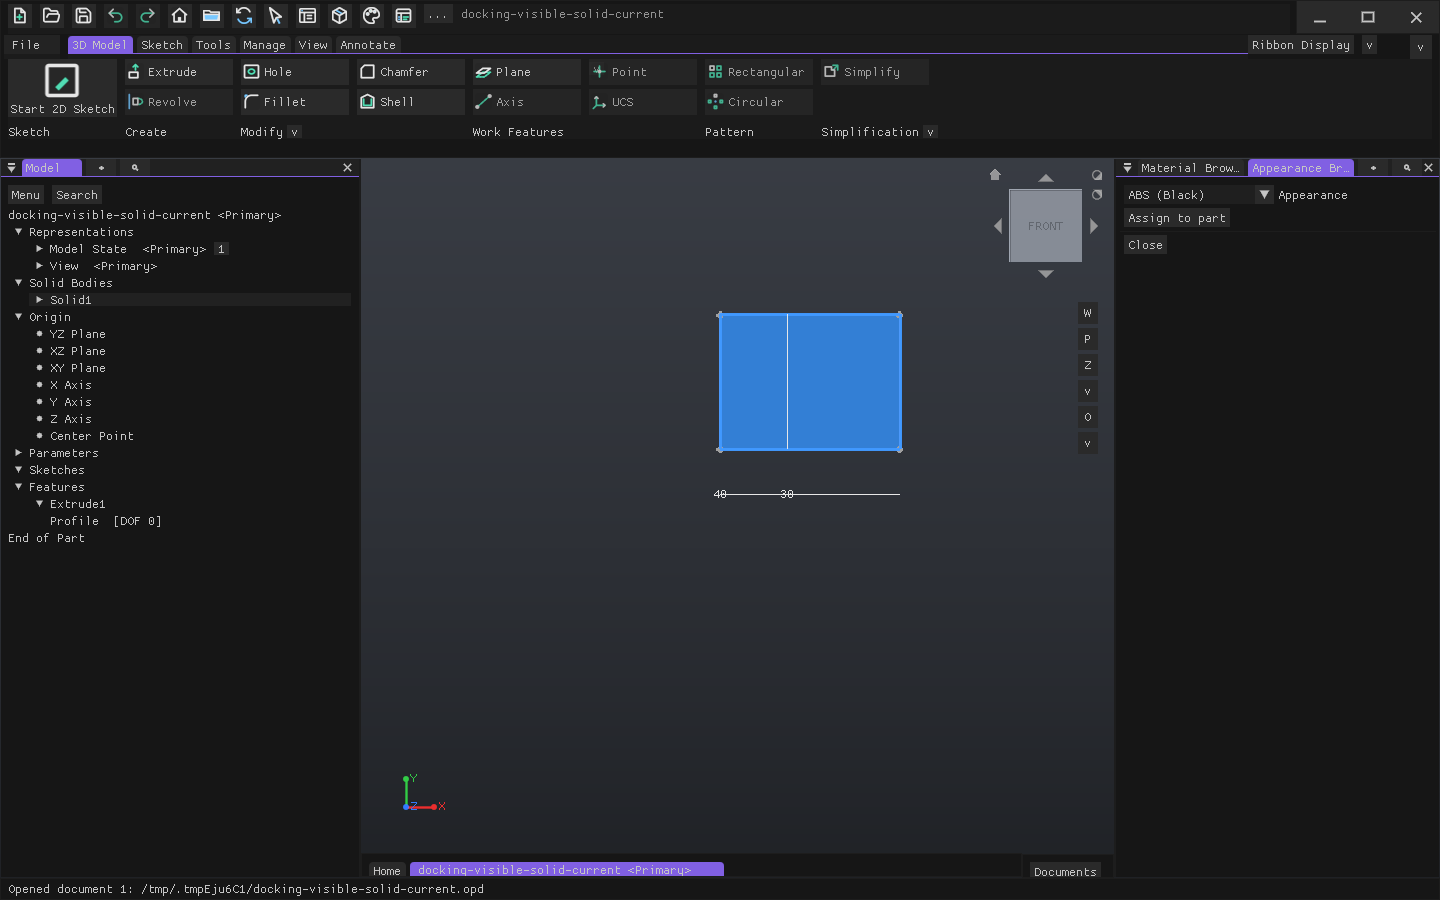 ... docking-visible-solid-current
File 3D Model Sketch Tools Manage View Annotate Ribbon Display v v
Start 2D Sketch
Extrude
Revolve
Hole
Fillet
Chamfer
Shell
Plane
Axis
Point
UCS
Rectangular
Circular
Simplify
Sketch Create Modify v Work Features Pattern Simplification v
Model
Menu Search
docking-visible-solid-current <Primary>
Representations
Model State <Primary> 1
View <Primary>
Solid Bodies
Solid1
Origin
YZ Plane
XZ Plane
XY Plane
X Axis
Y Axis
Z Axis
Center Point
Parameters
Sketches
Features
Extrude1
Profile [DOF 0]
End of Part
FRONT
W
P
Z
v
O
v
40 30
Y
Z X
Material Brow… Appearance Br…
ABS (Black) Appearance
Assign to part
Close
Home docking-visible-solid-current <Primary> Documents
Opened document 1: /tmp/.tmpEju6C1/docking-visible-solid-current.opd